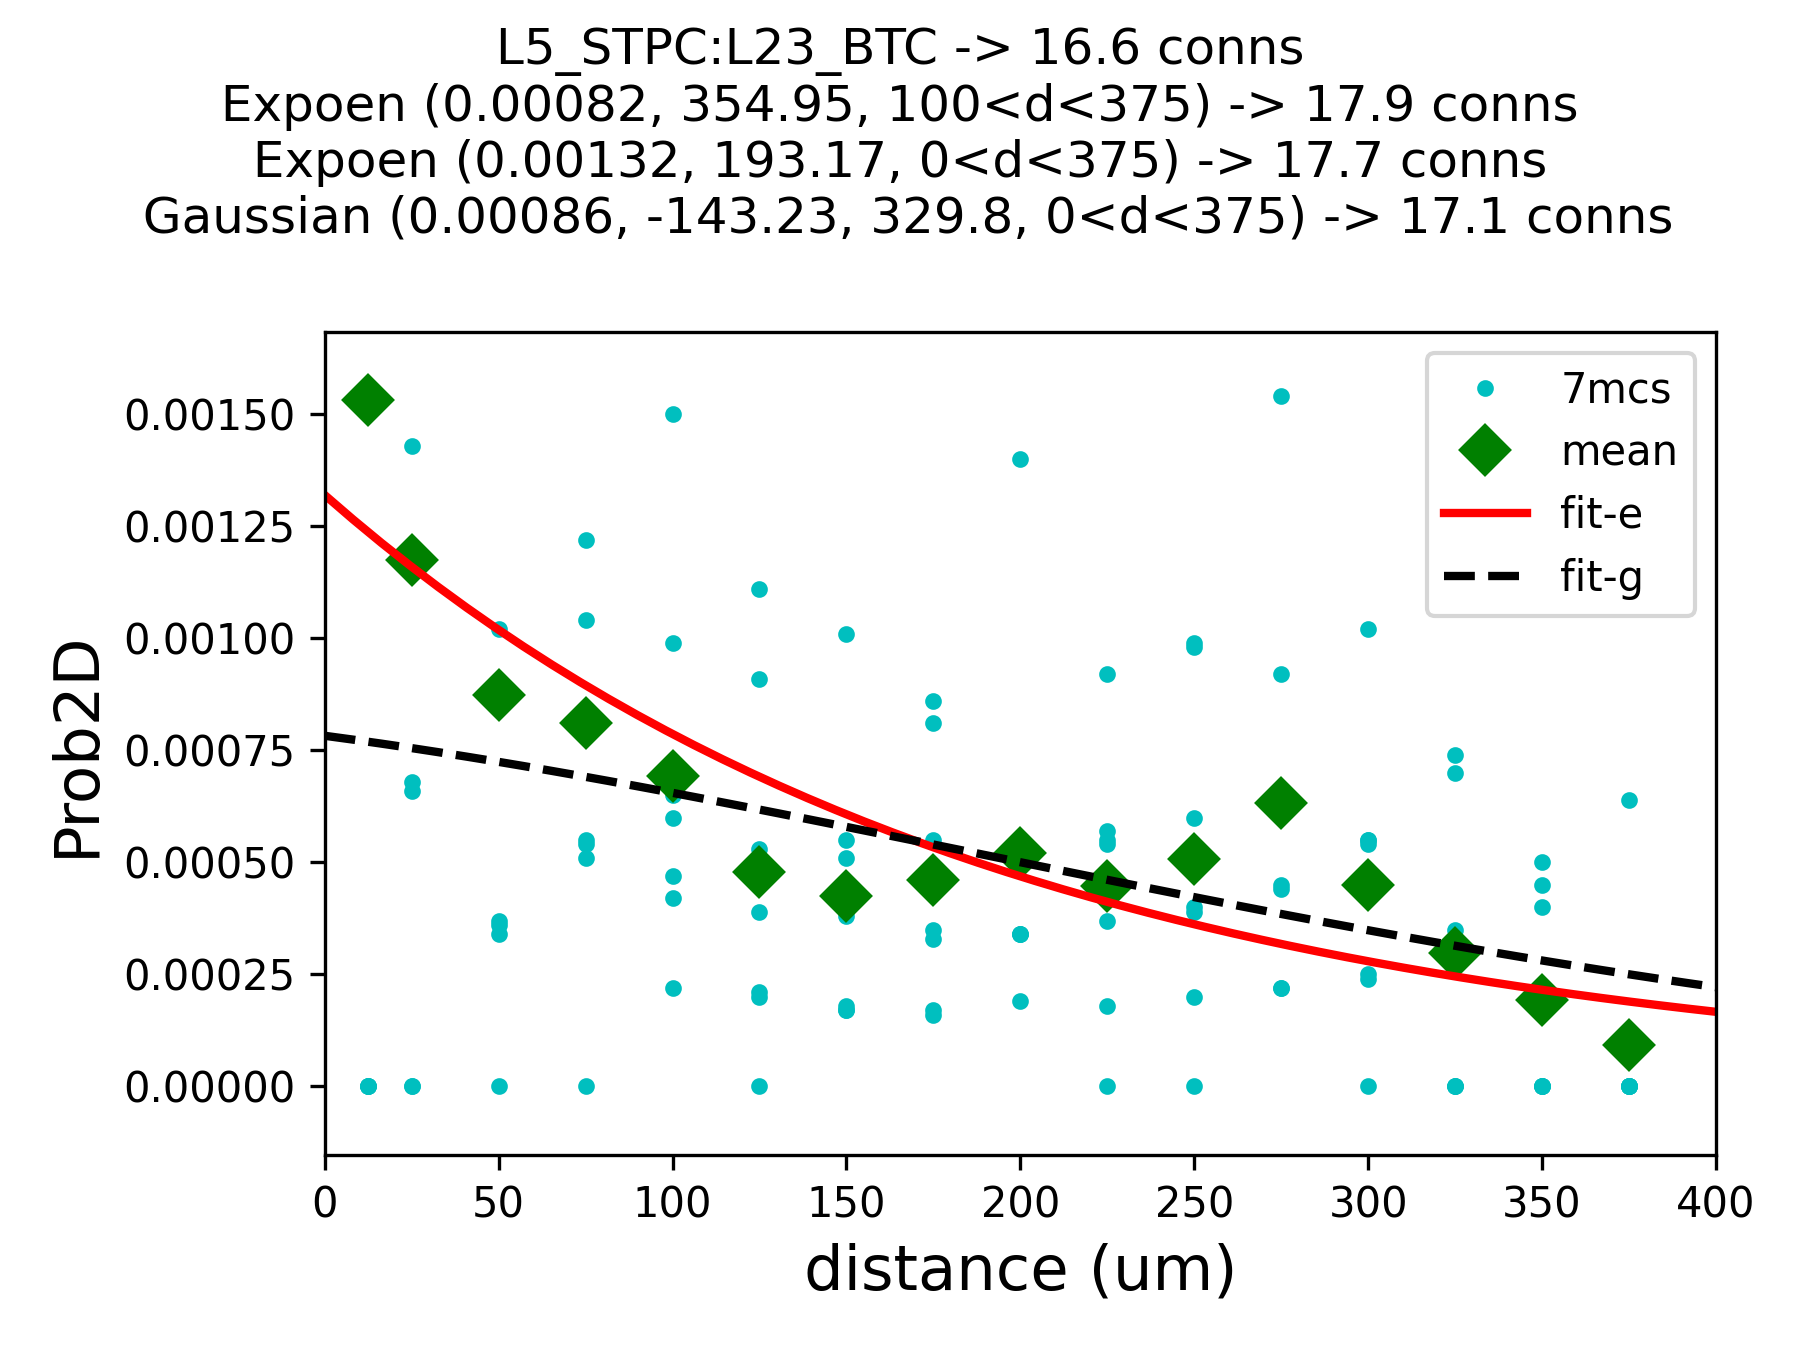 L5_STPC:L23_BTC -> 16.6 conns
Expoen (0.00082, 354.95, 100<d<375) -> 17.9 conns
Expoen (0.00132, 193.17, 0<d<375) -> 17.7 conns
Gaussian (0.00086, -143.23, 329.8, 0<d<375) -> 17.1 conns
7mcs
mean
fit-e
fit-g
0.00150
0.00125
0.00100
0.00075
0.00050
0.00025
0.00000
Prob2D
0 50 100 150 200 250 300 350 400
distance (um)